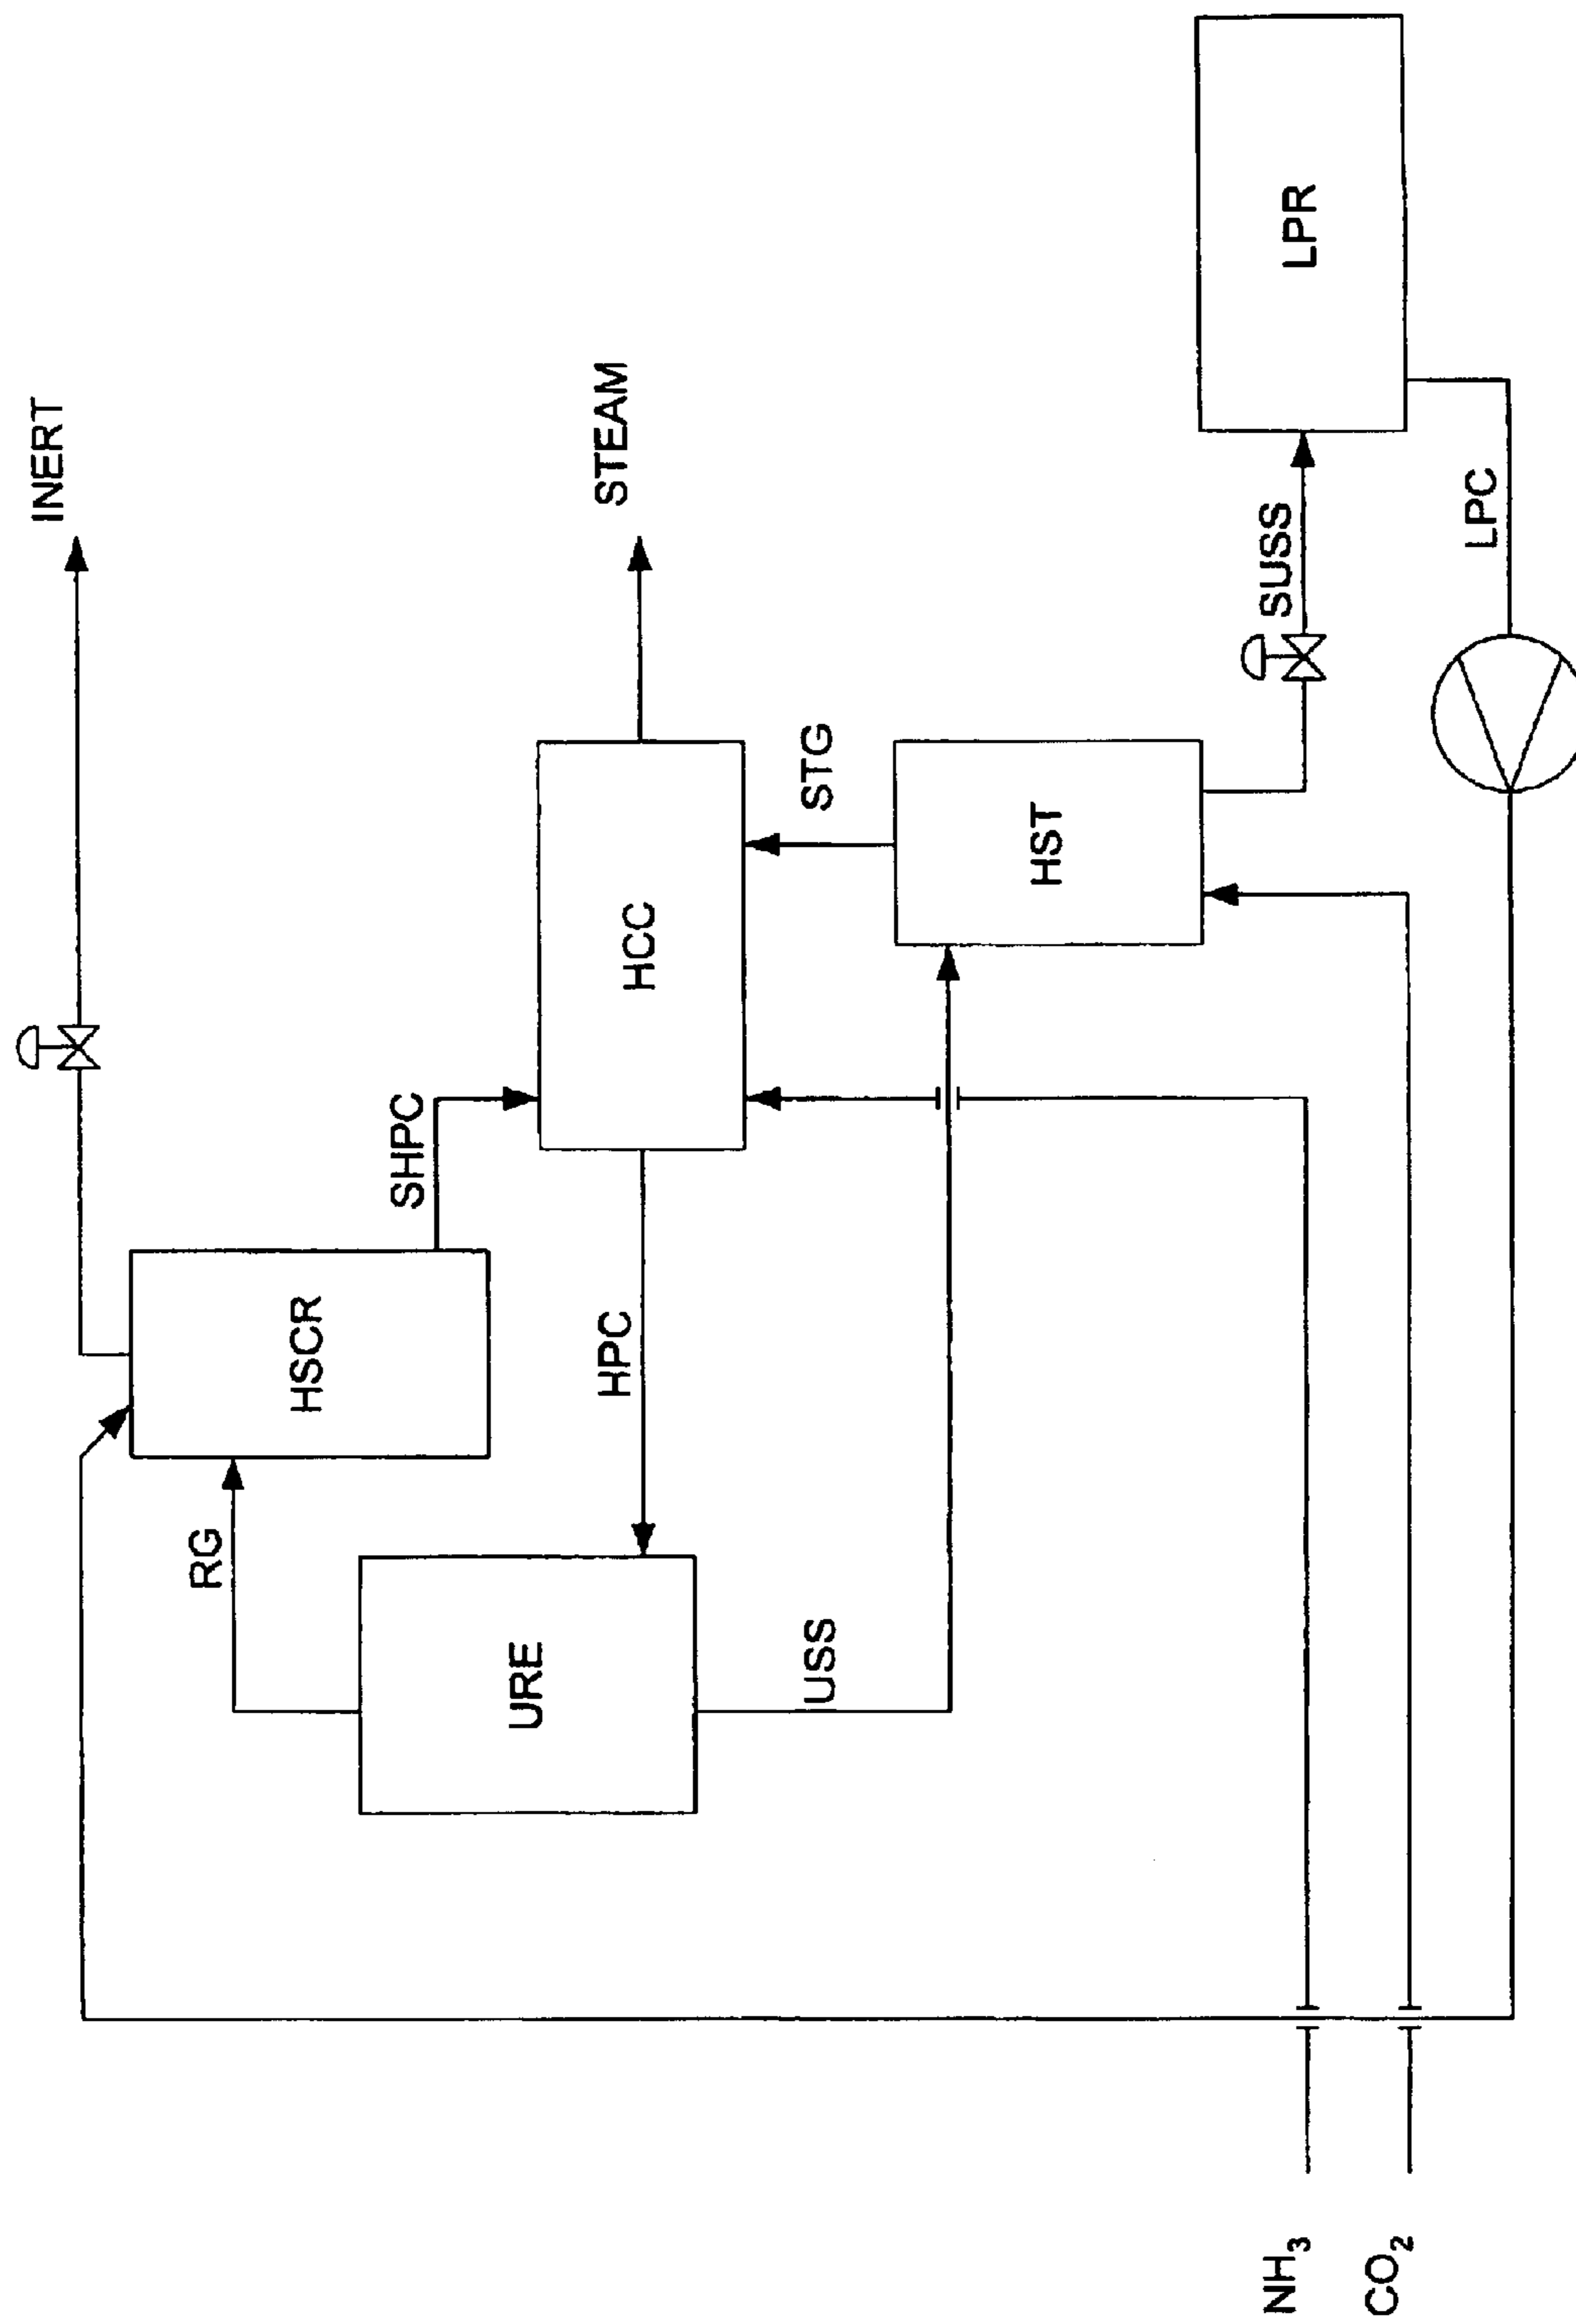 INERT
STEAM
SHPC
HSCR
RG
HCC
HPC
URE
STG
HST
USS
SUSS
LPR
LPC
NH₃
CO₂